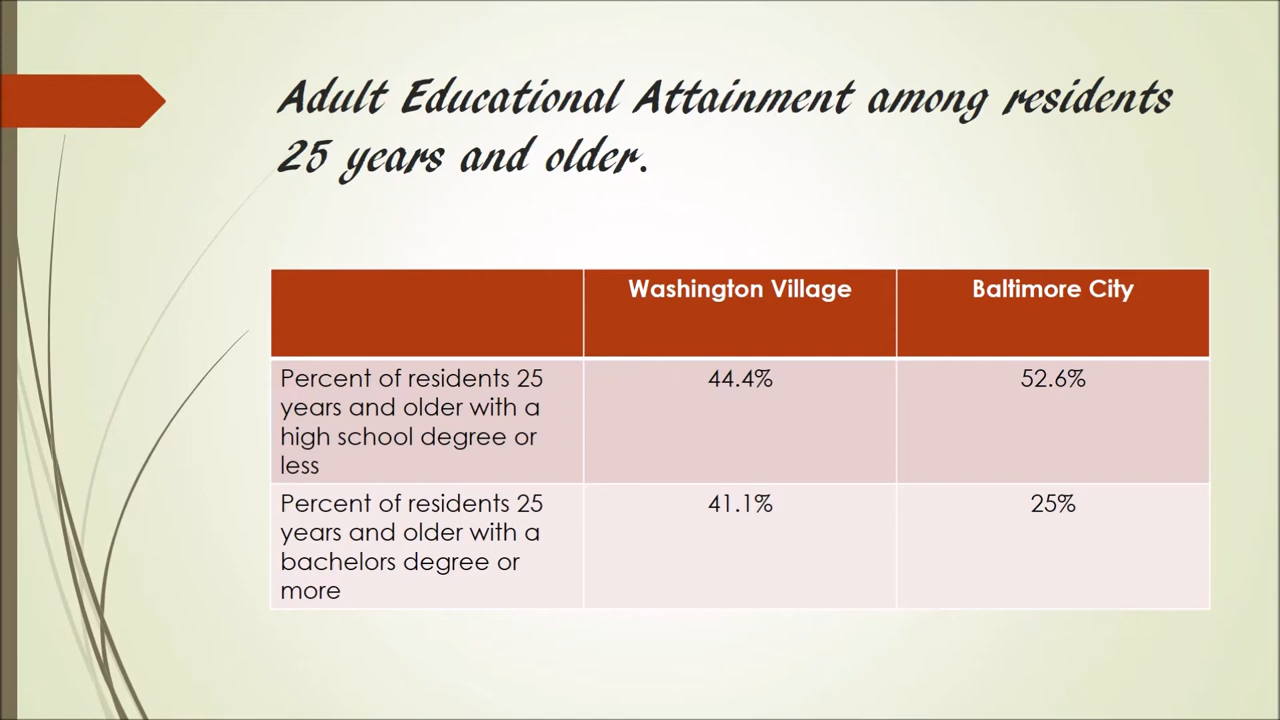 Adult Educational Attainment among residents
25 years and older.
Washington Village
Baltimore City
Percent of residents 25
years and older with a
high school degree or
less
44.4%
52.6%
Percent of residents 25
years and older with a
bachelors degree or
more
41.1%
25%